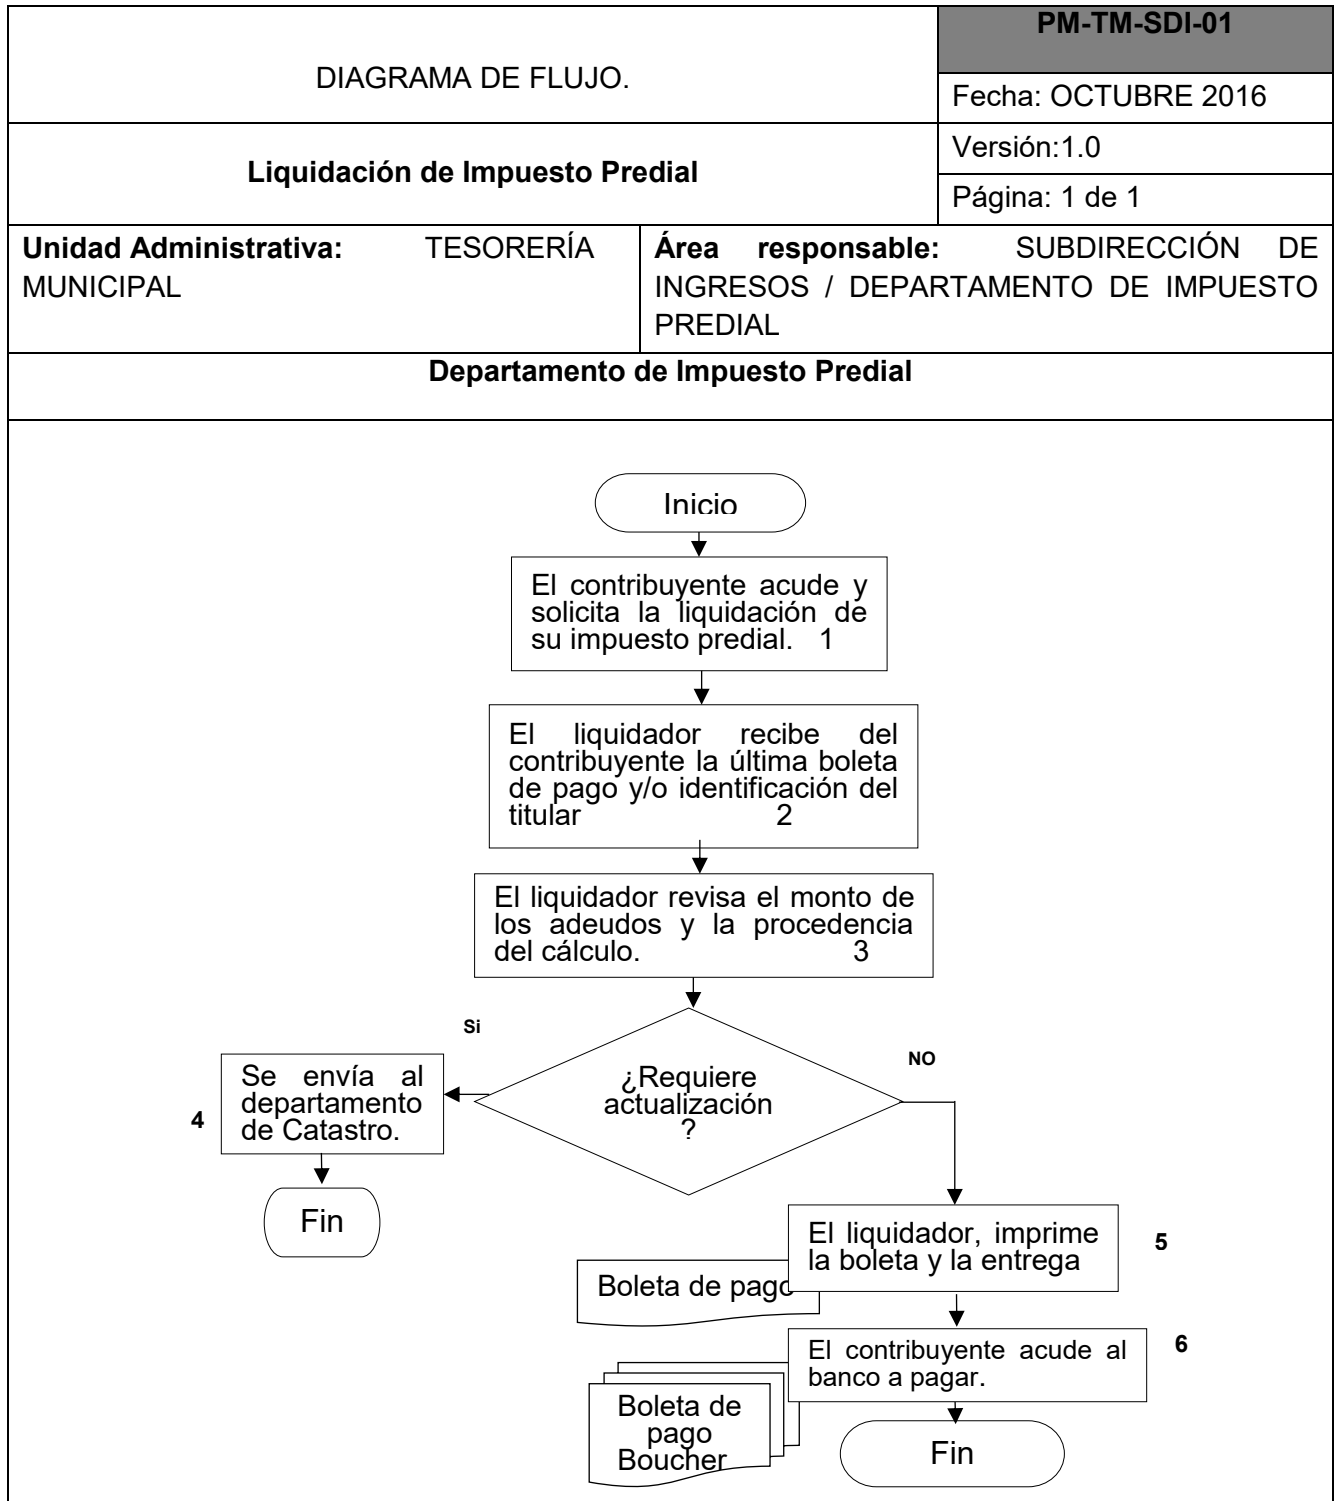 DIAGRAMA DE FLUJO.
PM-TM-SDI-01
Fecha: OCTUBRE 2016
Liquidación de Impuesto Predial
Versión:1.0
Página: 1 de 1
Unidad Administrativa: TESORERÍA
MUNICIPAL
Área responsable: SUBDIRECCIÓN DE
INGRESOS / DEPARTAMENTO DE IMPUESTO
PREDIAL
Departamento de Impuesto Predial
Inicio
El contribuyente acude y
solicita la liquidación de
su impuesto predial. 1
El liquidador recibe del
contribuyente la última boleta
de pago y/o identificación del
titular 2
El liquidador revisa el monto de
los adeudos y la procedencia
del cálculo. 3
Si
NO
¿Requiere
actualización
?
Se envía al
departamento
de Catastro.
4
Fin
El liquidador, imprime
la boleta y la entrega
5
Boleta de pago
El contribuyente acude al
banco a pagar.
6
Boleta de
pago
Boucher
Fin